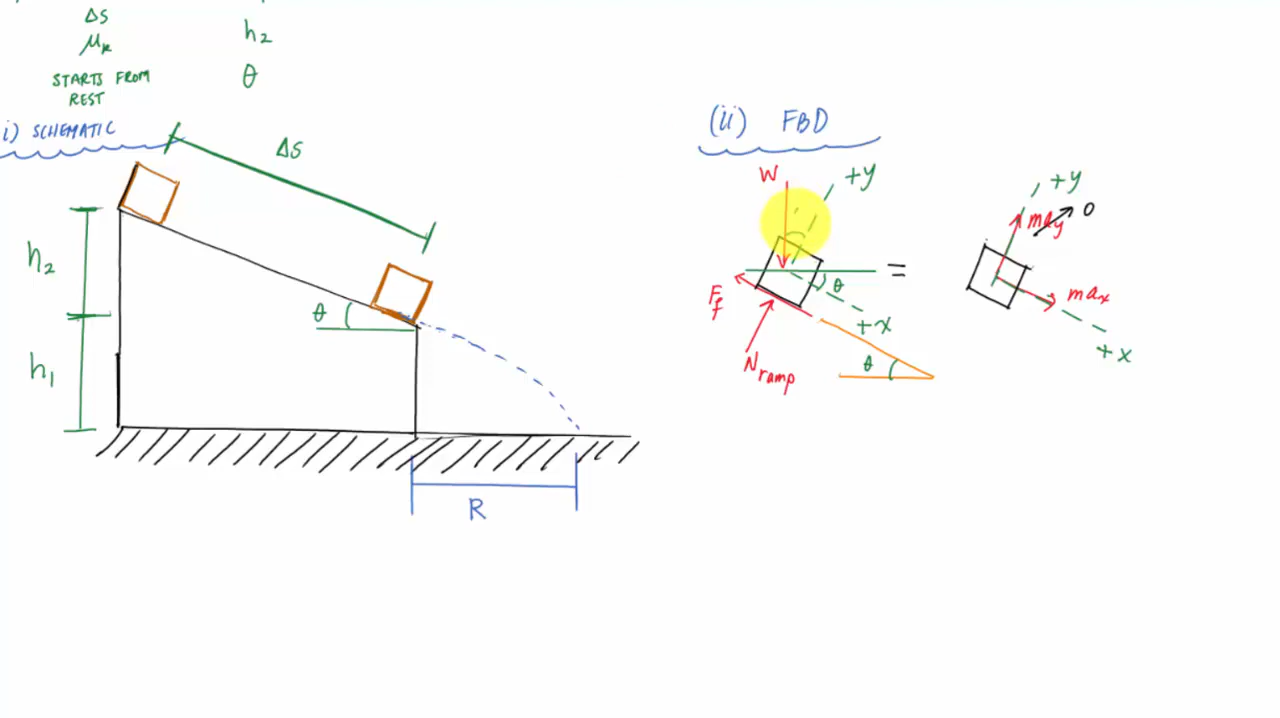 Δs
μk
STARTS FROM
REST
h2
θ
i) SCHEMATIC
Δs
h2
h1
θ
R
(ii) FBD
W
+y
θ
+x
Ff
Nramp
θ
=
+y
may
0
max
+x